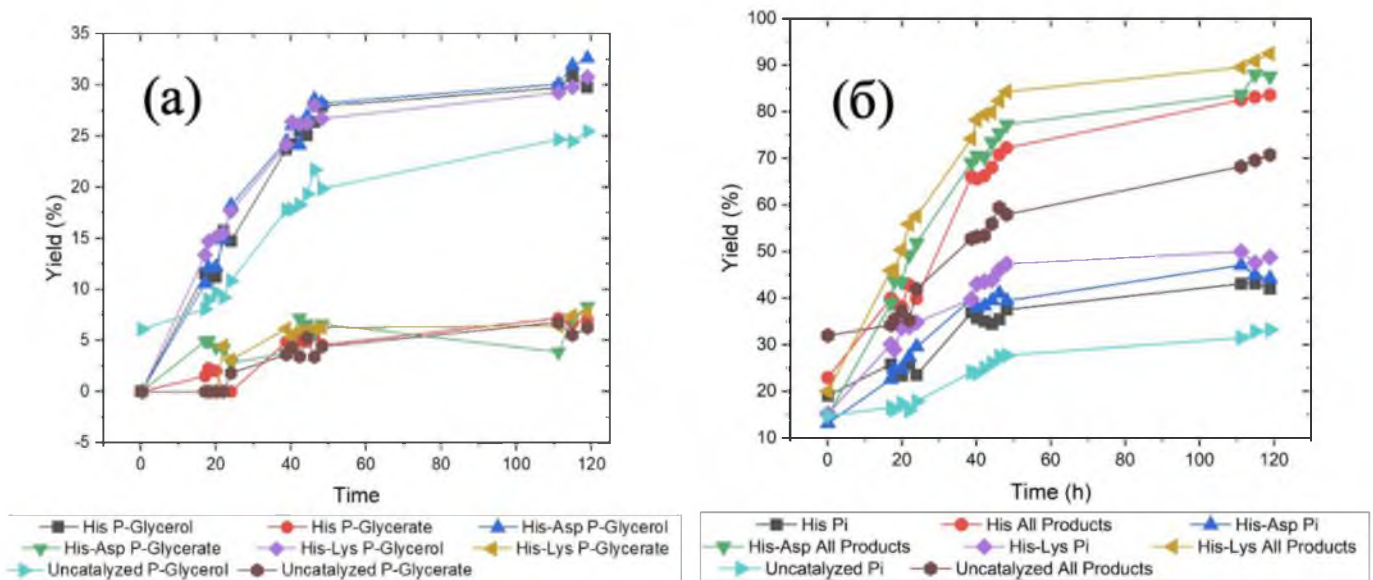 (a)
Yield (%)
35
30
25
20
15
10
5
0
-5
0
20
40
60
80
100
120
Time
His P-Glycerol
His P-Glycerate
His-Asp P-Glycerol
His-Asp P-Glycerate
His-Lys P-Glycerol
His-Lys P-Glycerate
Uncatalyzed P-Glycerol
Uncatalyzed P-Glycerate
(б)
Yield (%)
100
90
80
70
60
50
40
30
20
10
0
20
40
60
80
100
120
Time (h)
His Pi
His All Products
His-Asp Pi
His-Asp All Products
His-Lys Pi
His-Lys All Products
Uncatalyzed Pi
Uncatalyzed All Products